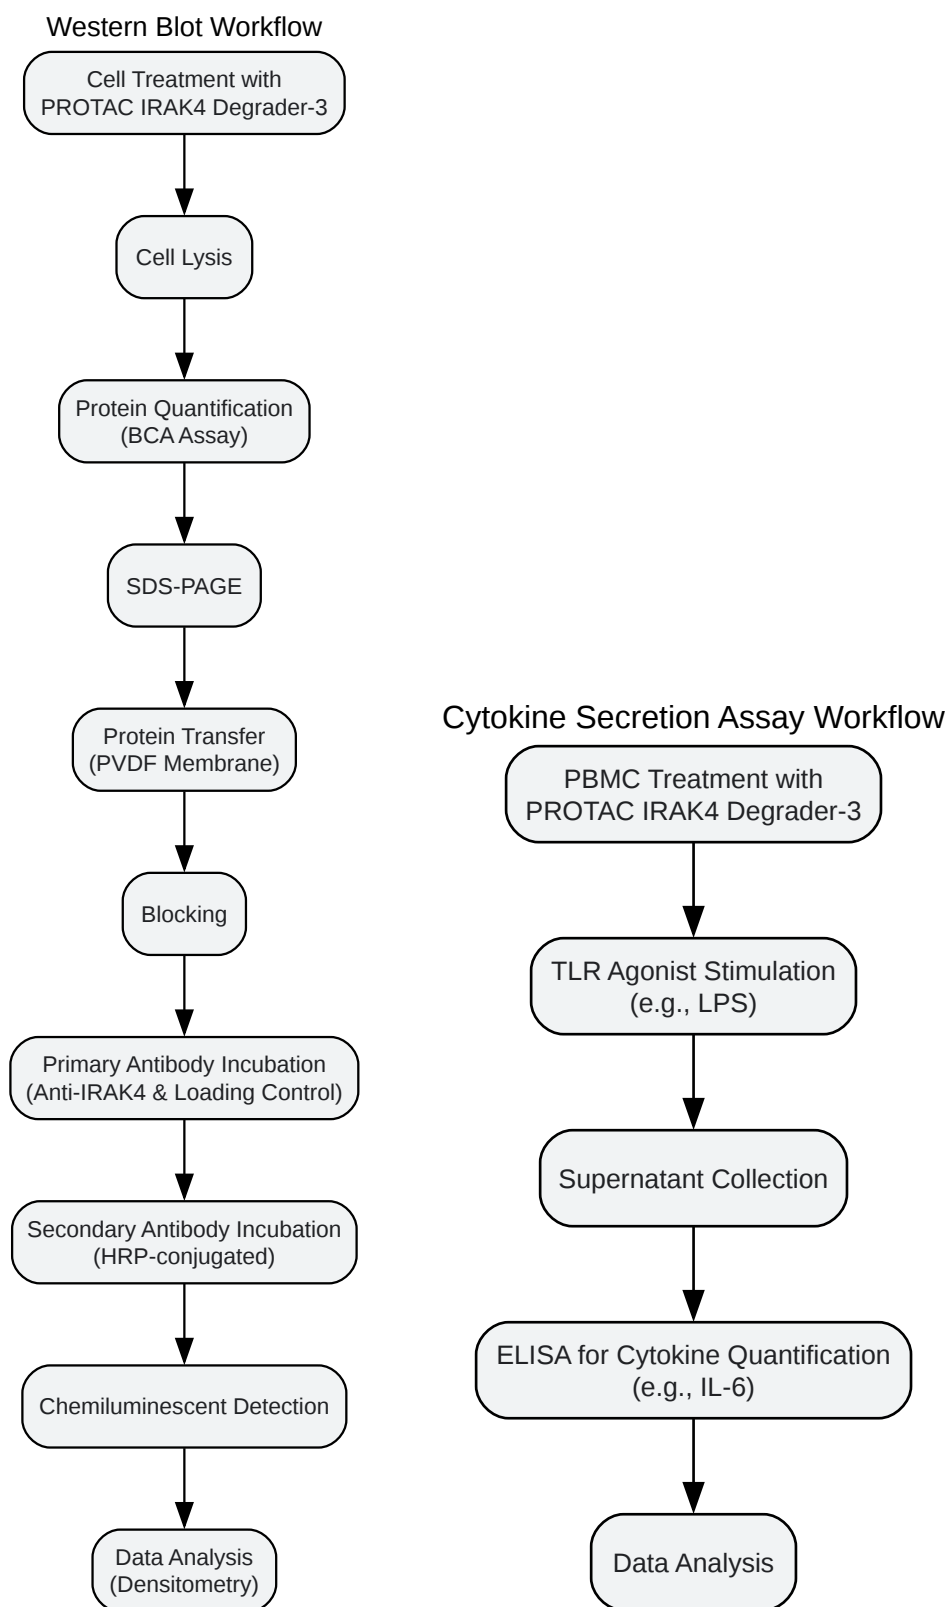 Western Blot Workflow
Cell Treatment with
PROTAC IRAK4 Degrader-3
Cell Lysis
Protein Quantification
(BCA Assay)
SDS-PAGE
Protein Transfer
(PVDF Membrane)
Blocking
Primary Antibody Incubation
(Anti-IRAK4 & Loading Control)
Secondary Antibody Incubation
(HRP-conjugated)
Chemiluminescent Detection
Data Analysis
(Densitometry)
Cytokine Secretion Assay Workflow
PBMC Treatment with
PROTAC IRAK4 Degrader-3
TLR Agonist Stimulation
(e.g., LPS)
Supernatant Collection
ELISA for Cytokine Quantification
(e.g., IL-6)
Data Analysis